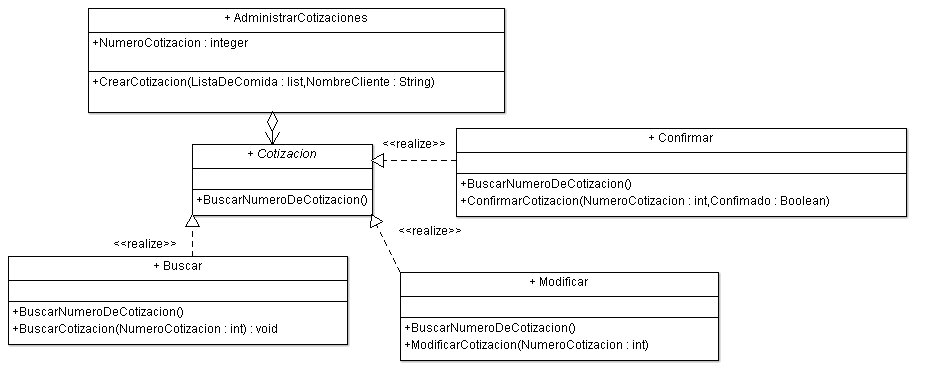 + AdministrarCotizaciones
+NumeroCotizacion : integer
+CrearCotizacion(ListaDeComida : list,NombreCliente : String)
+ Cotizacion
+BuscarNumeroDeCotizacion()
<<realize>>
+ Confirmar
+BuscarNumeroDeCotizacion()
+ConfirmarCotizacion(NumeroCotizacion : int,Confimado : Boolean)
<<realize>>
+ Buscar
+BuscarNumeroDeCotizacion()
+BuscarCotizacion(NumeroCotizacion : int) : void
<<realize>>
+ Modificar
+BuscarNumeroDeCotizacion()
+ModificarCotizacion(NumeroCotizacion : int)